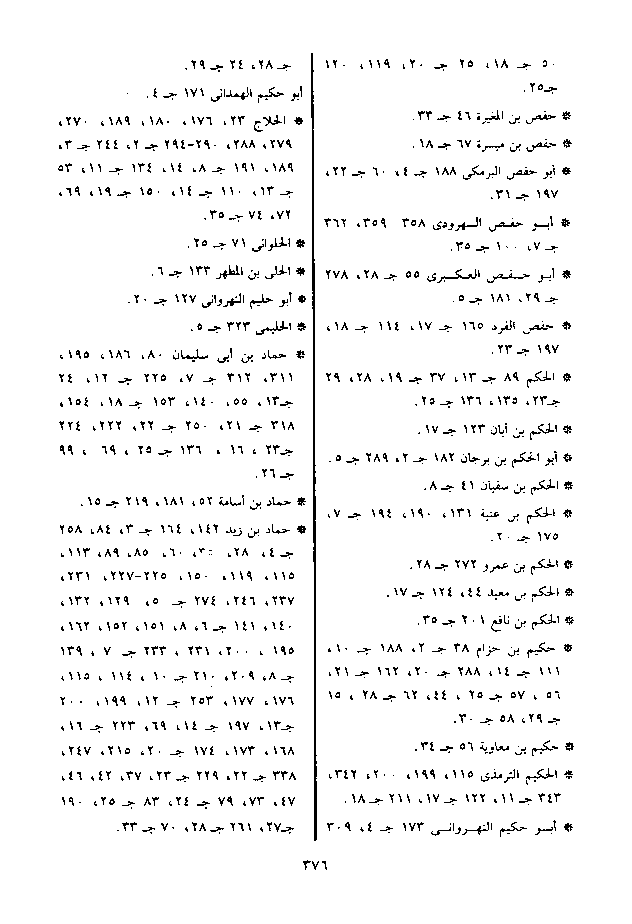 ٥٠ جـ ١٨، ٢٥ جـ ٢٠، ١١٩، ١٢٠
جـ٢٥.
* حفص بن المغيرة ٤٦ جـ ٣٣.
* حفص بن ميسرة ٦٧ جـ ١٨.
* أبو حفص البرمكى ١٨٨ جـ ٤، ٦٠ جـ ٢٢،
١٩٧ جـ ٣١.
* أبـو حفـص الـهرودى ٣٥٨ ٣٥٩، ٣٦٢
جـ ٧، ١٠٠ جـ ٣٥.
* أبـو حـفـص العـكـبرى ٥٥ جـ ٢٨، ٢٧٨
جـ ٢٩، ١٨١ جـ ٥.
* حفص الفرد ١٦٥ جـ ١٧، ١١٤ جـ ١٨،
١٩٧ جـ ٢٣.
* الحكم ٨٩ جـ ١٣، ٣٧ جـ ١٩، ٢٨، ٢٩
جـ٢٣، ١٣٥، ١٣٦ جـ ٢٥.
* الحكم بن أبان ١٢٣ جـ ١٧.
* أبو الحكم بن برجان ١٨٢ جـ ٢، ٢٨٩ جـ ٥.
* الحكم بن سفيان ٤١ جـ ٨.
* الحكم بن عتيبة ١٣١، ١٩٠، ١٩٤ جـ ٧،
١٧٥ جـ ٢٠.
* الحكم بن عمرو ٢٧٢ جـ ٢٨.
* الحكم بن معبد ٤٤، ١٢٤ جـ ١٧.
* الحكم بن نافع ٢٠١ جـ ٣٥.
* حكيم بن حزام ٣٨ جـ ٢، ١٨٨ جـ ١٠،
١١١ جـ ١٤، ٢٨٨ جـ ٢٠، ١٦٢ جـ ٢١،
٥٦ ، ٥٧ جـ ٢٥ ، ٤٤، ٦٢ جـ ٢٨ ، ١٥
جـ ٢٩، ٥٨ جـ ٣٠.
* حكيم بن معاوية ٥٦ جـ ٣٤.
* الحكيم الترمذى ١١٥، ١٩٩، ٢٠٠، ٣٤٢،
٣٤٣ جـ ١١، ١٢٢ جـ ١٧، ٢١١ جـ ١٨.
* أبـو حكيم النهـروانـى ١٧٣ جـ ٤، ٣٠٩
جـ ٢٨، ٢٤ جـ ٢٩.
أبو حكيم الهمدانى ١٧١ جـ ٤.
* الحلاج ٢٣، ١٧٦، ١٨٠، ١٨٩، ٢٧٠،
٢٧٩، ٢٨٨، ٢٩٠-٢٩٤ جـ ٢، ٢٤٤ جـ ٣،
١٨٩، ١٩١ جـ ٨، ١٤، ١٣٤ جـ ١١، ٥٣
جـ ١٣، ١١٠ جـ ١٤، ١٥٠ جـ ١٩، ٦٩،
٧٢، ٧٤ جـ ٣٥.
* الحلوانى ٧١ جـ ٢٥.
* الحلى بن المطهر ١٣٣ جـ ٦.
* أبو حليم النهروانى ١٢٧ جـ ٢٠.
* الحليمى ٣٢٣ جـ ٥.
* حماد بن أبى سليمان ٨٠، ١٨٦، ١٩٥،
٣١١، ٣١٢ جـ ٧، ٢٢٥ جـ ١٢، ٢٤
جـ١٣، ٥٥، ١٤٠، ١٥٣ جـ ١٨، ١٥٤،
٣١٨ جـ ٢١، ٢٥٠ جـ ٢٢، ٢٢٢، ٢٢٤
جـ٢٣ ، ١٦ ، ١٣٦ جـ ٢٥ ، ٦٩ ، ٩٩
جـ ٢٦.
* حماد بن أسامة ٥٢، ١٨١، ٢١٩ جـ ١٥.
* حماد بن زيد ١٤٢، ١٦٤ جـ ٣، ٨٤، ٢٥٨
جـ ٤، ٢٨، ٦٠، ٨٥، ٨٩، ١١٣،
١١٥، ١١٩، ١٥٠، ٢٢٥-٢٢٧، ٢٣١،
٢٣٧، ٢٤٦، ٢٧٤ جـ ٥، ١٢٩، ١٣٢،
١٤٠، ١٤١ جـ ٦، ٨، ١٥١، ١٥٢، ١٦٢،
١٩٥ ، ٢٠٠، ٢٣١ ، ٢٣٣ جـ ٧ ، ١٣٩
جـ ٨، ٢٠٩، ٢١٠ جـ ١٠ ، ١١٤ ، ١١٥،
١٧٦، ١٧٧، ٢٥٣ جـ ١٢، ١٩٩، ٢٠٠
جـ١٣، ١٩٧ جـ ١٤، ٦٩، ٢٢٣ جـ ١٦،
١٦٨، ١٧٣، ١٧٤ جـ ٢٠، ٢١٥، ٢٤٧،
٣٣٨ جـ ٢٢، ٢٢٩ جـ ٢٣، ٣٧، ٤٢، ٤٦،
٤٧، ٧٣، ٧٩ جـ ٢٤، ٨٣ جـ ٢٥، ١٩٠
جـ٢٧، ٢٦١ جـ ٢٨، ٧٠ جـ ٣٣.
٣٧٦